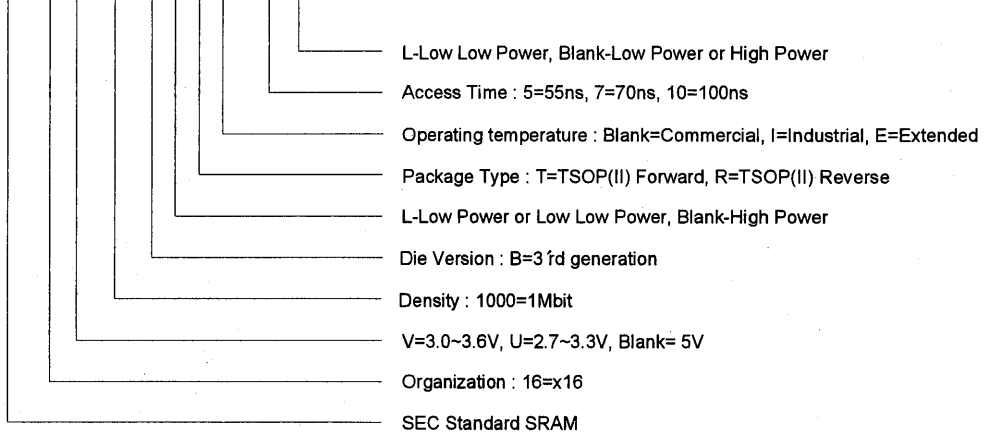 L-Low Low Power, Blank-Low Power or High Power
Access Time : 5=55ns, 7=70ns, 10=100ns
Operating temperature : Blank=Commercial, I=Industrial, E=Extended
Package Type : T=TSOP(II) Forward, R=TSOP(II) Reverse
L-Low Power or Low Low Power, Blank-High Power
Die Version : B=3'rd generation
Density : 1000=1Mbit
V=3.0~3.6V, U=2.7~3.3V, Blank= 5V
Organization : 16=x16
SEC Standard SRAM